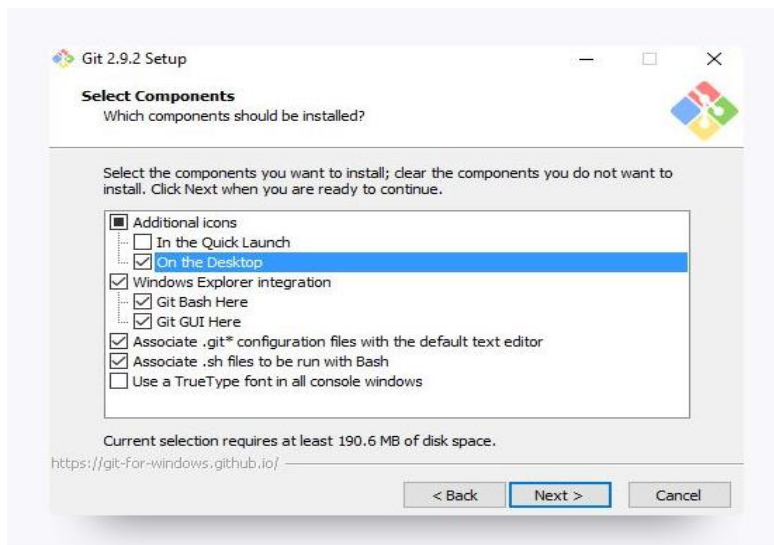 Git 2.9.2 Setup
Select Components
Which components should be installed?
Select the components you want to install; clear the components you do not want to
install. Click Next when you are ready to continue.
Additional icons
In the Quick Launch
On the Desktop
Windows Explorer integration
Git Bash Here
Git GUI Here
Associate .git* configuration files with the default text editor
Associate .sh files to be run with Bash
Use a TrueType font in all console windows
Current selection requires at least 190.6 MB of disk space.
https://git-for-windows.github.io/
< Back Next > Cancel